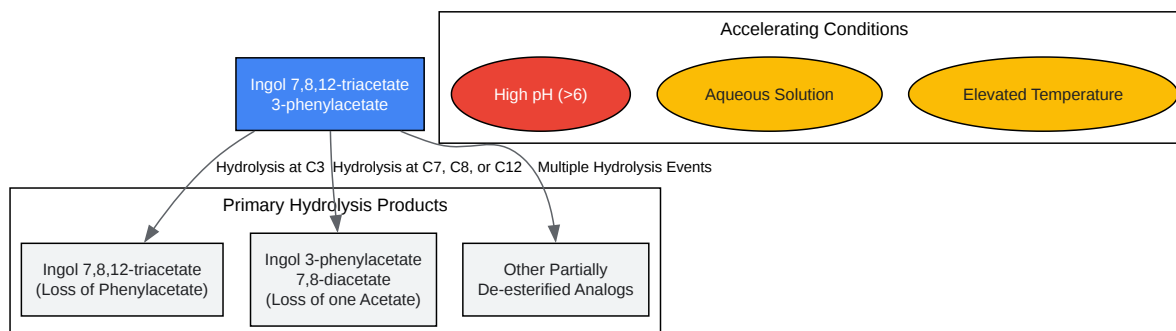 Accelerating Conditions
Ingol 7,8,12-triacetate
3-phenylacetate
High pH (>6)
Aqueous Solution
Elevated Temperature
Hydrolysis at C3
Hydrolysis at C7, C8, or C12
Multiple Hydrolysis Events
Primary Hydrolysis Products
Ingol 7,8,12-triacetate
(Loss of Phenylacetate)
Ingol 3-phenylacetate
7,8-diacetate
(Loss of one Acetate)
Other Partially
De-esterified Analogs